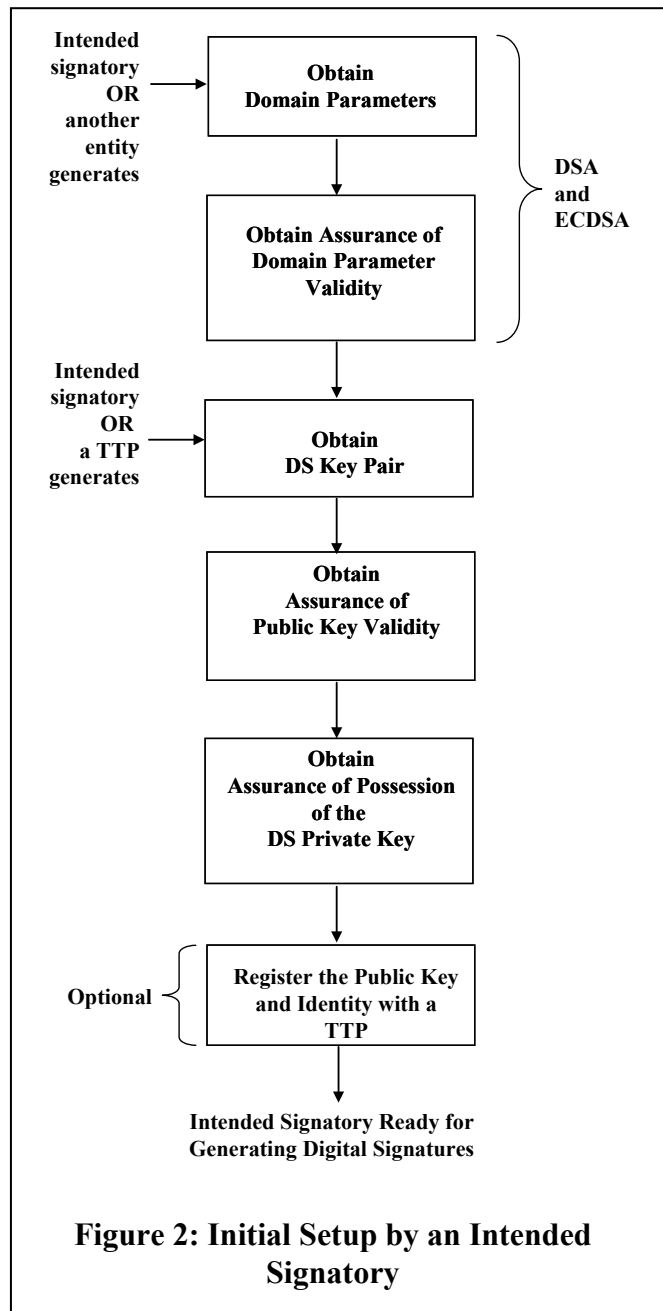 Intended
signatory
OR
another
entity
generates
Obtain
Domain Parameters
DSA
and
ECDSA
Obtain Assurance of
Domain Parameter
Validity
Intended
signatory
OR
a TTP
generates
Obtain
DS Key Pair
Obtain
Assurance of
Public Key Validity
Obtain
Assurance of Possession
of the
DS Private Key
Optional
Register the Public Key
and Identity with a
TTP
Intended Signatory Ready for
Generating Digital Signatures
Figure 2: Initial Setup by an Intended
Signatory